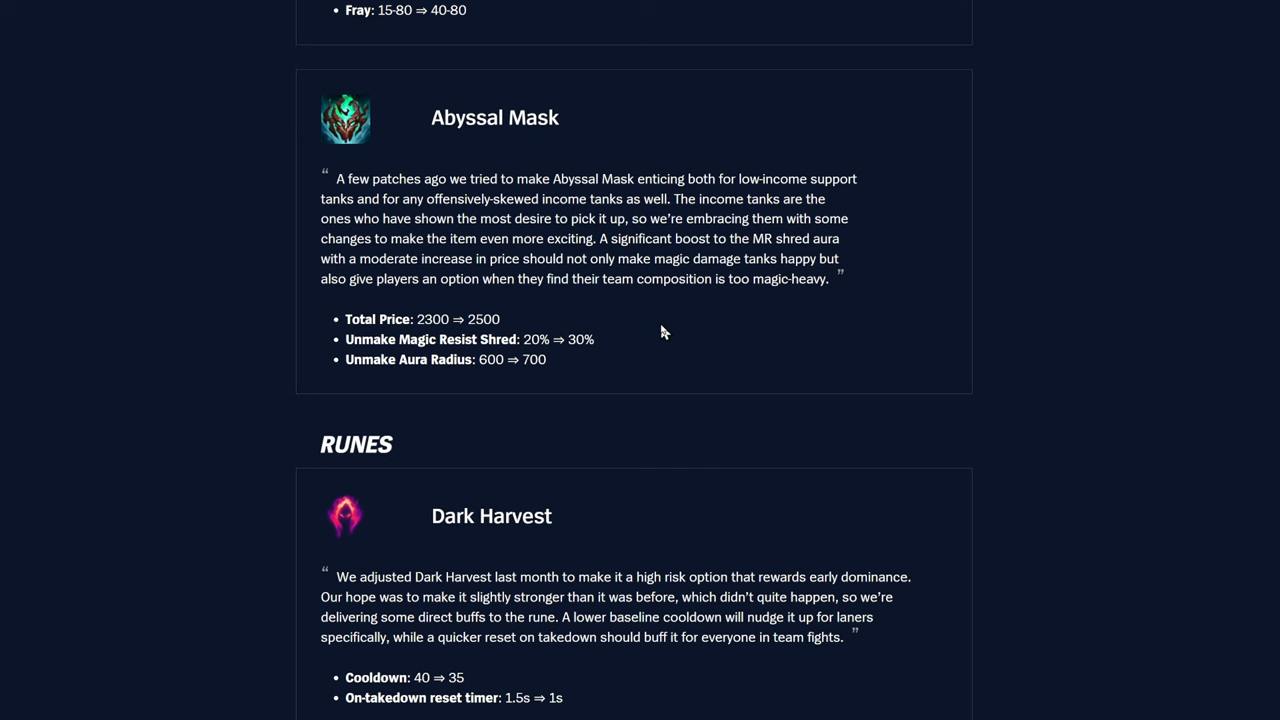 • Fray: 15-80 ⇒ 40-80
Abyssal Mask
“ A few patches ago we tried to make Abyssal Mask enticing both for low-income support
tanks and for any offensively-skewed income tanks as well. The income tanks are the
ones who have shown the most desire to pick it up, so we’re embracing them with some
changes to make the item even more exciting. A significant boost to the MR shred aura
with a moderate increase in price should not only make magic damage tanks happy but
also give players an option when they find their team composition is too magic-heavy. ”
• Total Price: 2300 ⇒ 2500
• Unmake Magic Resist Shred: 20% ⇒ 30%
• Unmake Aura Radius: 600 ⇒ 700
RUNES
Dark Harvest
“ We adjusted Dark Harvest last month to make it a high risk option that rewards early dominance.
Our hope was to make it slightly stronger than it was before, which didn’t quite happen, so we’re
delivering some direct buffs to the rune. A lower baseline cooldown will nudge it up for laners
specifically, while a quicker reset on takedown should buff it for everyone in team fights. ”
• Cooldown: 40 ⇒ 35
• On-takedown reset timer: 1.5s ⇒ 1s